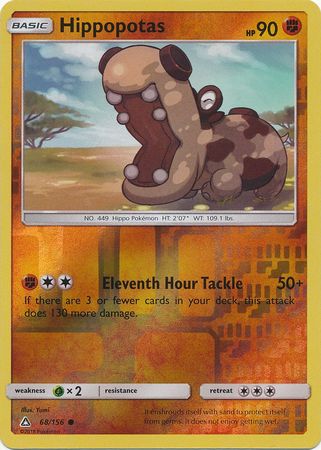 BASIC
Hippopotas
HP 90
NO. 449 Hippo Pokémon HT: 2'07" WT: 109.1 lbs.
Eleventh Hour Tackle 50+
If there are 3 or fewer cards in your deck, this attack
does 130 more damage.
weakness × 2 resistance retreat
Illus. Yumi
68/156
©2018 Pokémon
It enshrouds itself with sand to protect itself
from germs. It does not enjoy getting wet.